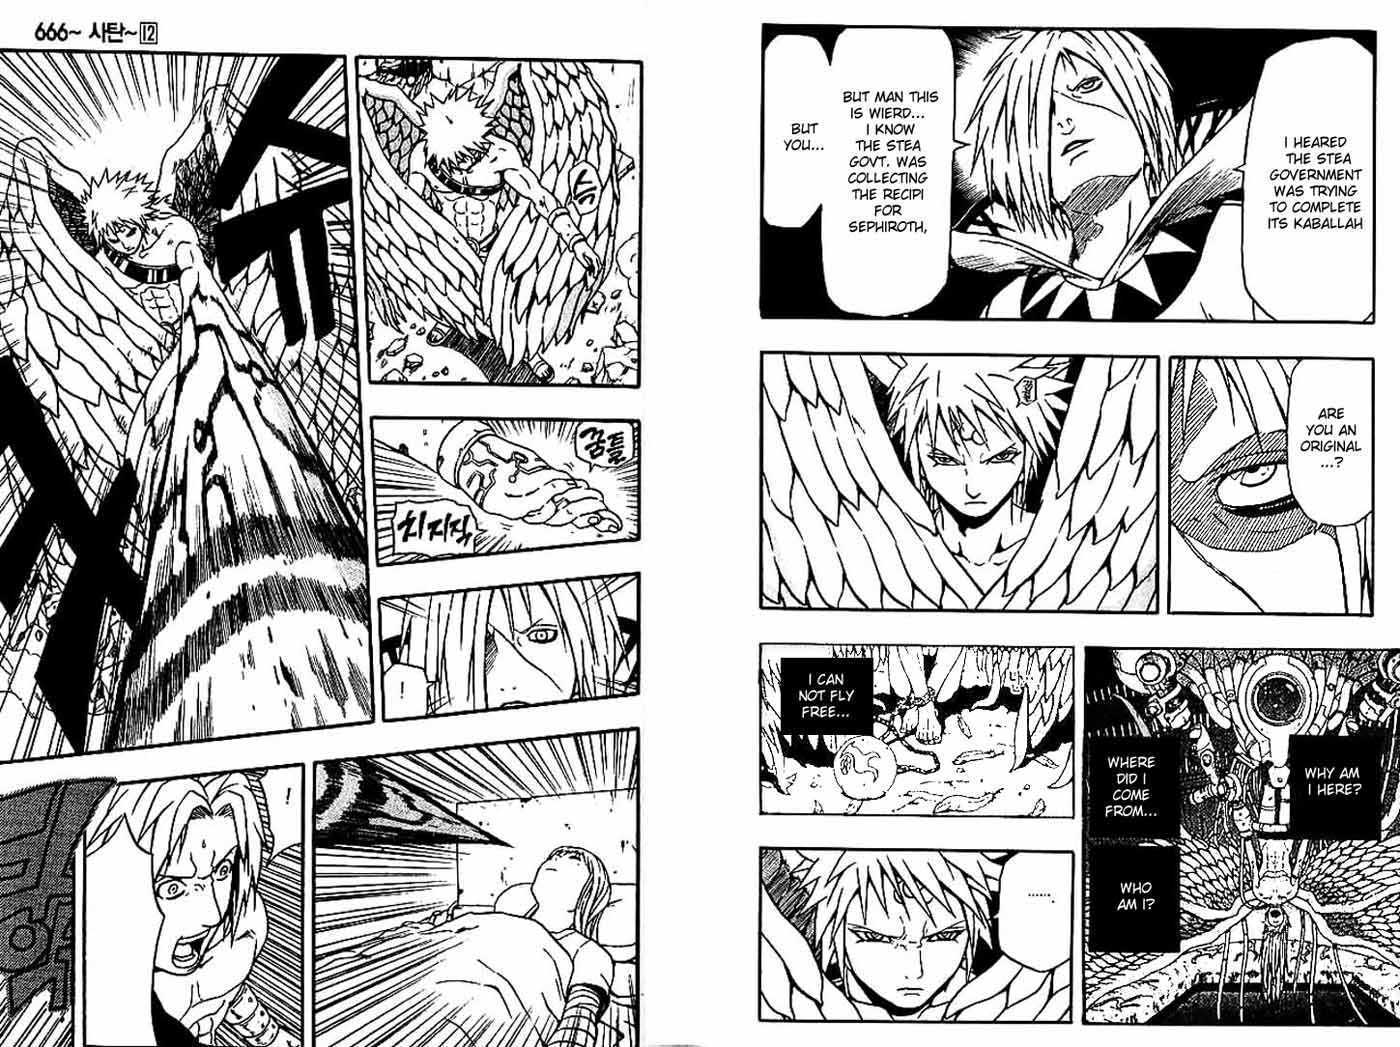 666~ 사탄~ 12
I HEARED
THE STEA
GOVERNMENT
WAS TRYING
TO COMPLETE
ITS KABALLAH
BUT MAN THIS
IS WIERD...
I KNOW
THE STEA
GOVT. WAS
COLLECTING
THE RECIPI
FOR
SEPHIROTH,
BUT
YOU...
ARE
YOU AN
ORIGINAL
...?
WHY AM
I HERE?
WHERE
DID I
COME
FROM...
WHO
AM I?
I CAN
NOT FLY
FREE...
......
스
꿈틀
치지직
!
!